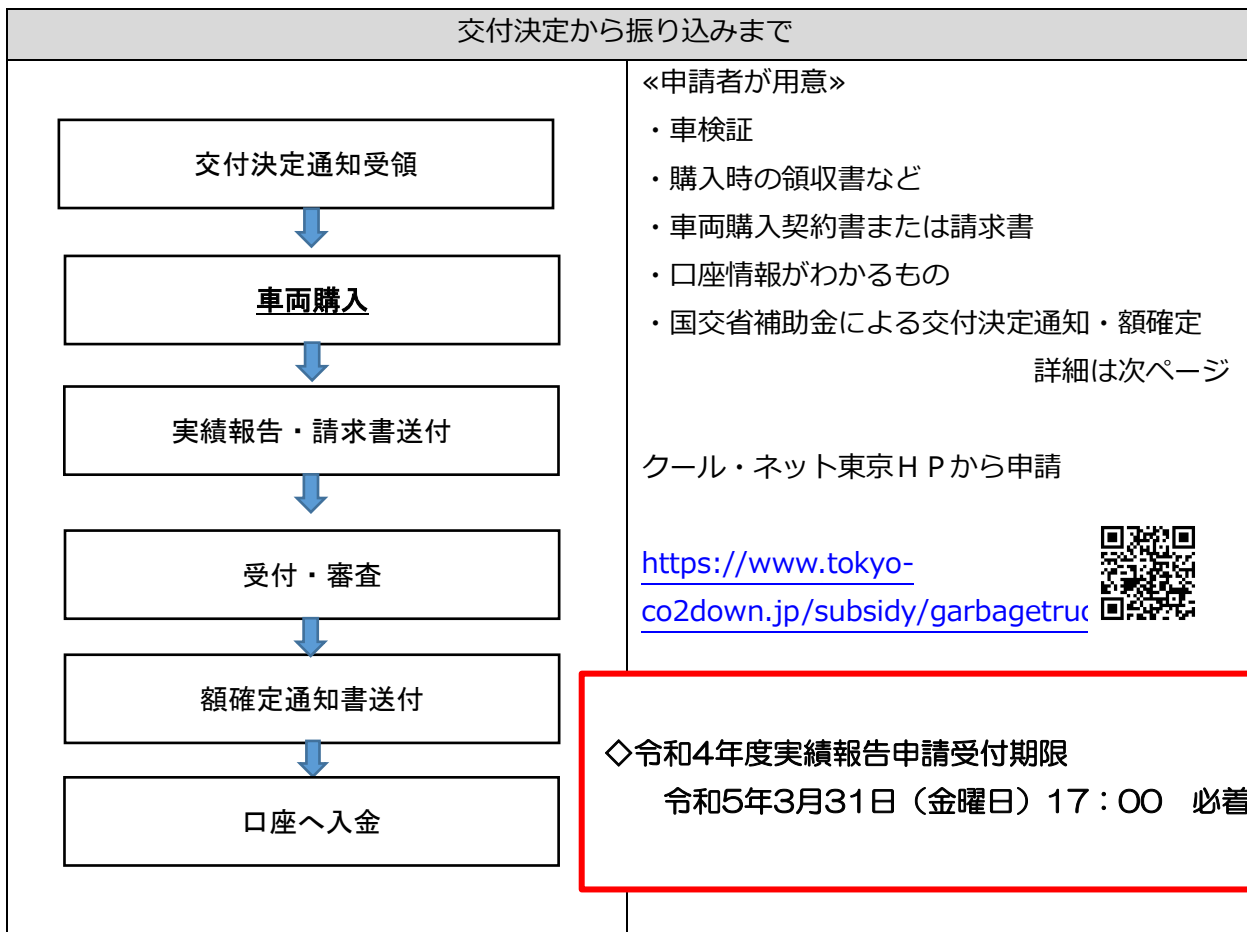 交付決定から振り込みまで
交付決定通知受領
車両購入
実績報告・請求書送付
受付・審査
額確定通知書送付
口座へ入金
≪申請者が用意≫
・車検証
・購入時の領収書など
・車両購入契約書または請求書
・口座情報がわかるもの
・国交省補助金による交付決定通知・額確定
詳細は次ページ
クール・ネット東京ＨＰから申請
https://www.tokyo-
co2down.jp/subsidy/garbagetruc
◇令和4年度実績報告申請受付期限
令和5年3月31日（金曜日）17：00　必着